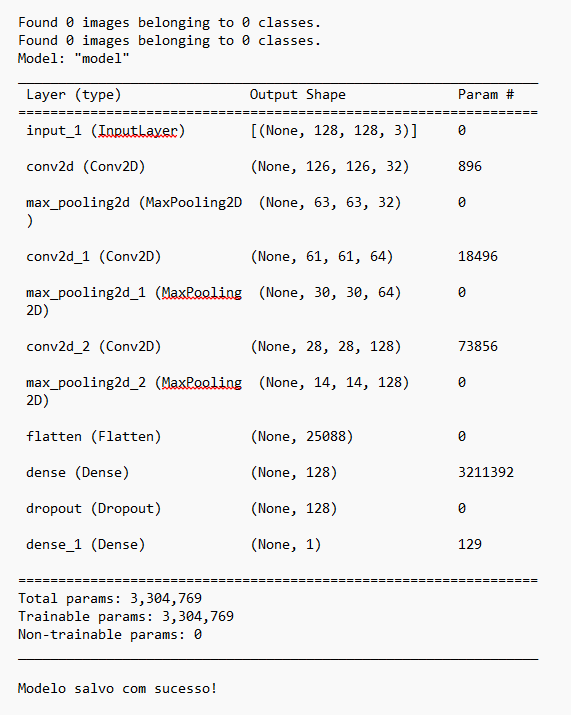 Found 0 images belonging to 0 classes.
Found 0 images belonging to 0 classes.
Model: "model"
Layer (type) Output Shape Param #
=================================================================
input_1 (InputLayer) [(None, 128, 128, 3)] 0
conv2d (Conv2D) (None, 126, 126, 32) 896
max_pooling2d (MaxPooling2D (None, 63, 63, 32) 0
)
conv2d_1 (Conv2D) (None, 61, 61, 64) 18496
max_pooling2d_1 (MaxPooling (None, 30, 30, 64) 0
2D)
conv2d_2 (Conv2D) (None, 28, 28, 128) 73856
max_pooling2d_2 (MaxPooling (None, 14, 14, 128) 0
2D)
flatten (Flatten) (None, 25088) 0
dense (Dense) (None, 128) 3211392
dropout (Dropout) (None, 128) 0
dense_1 (Dense) (None, 1) 129
=================================================================
Total params: 3,304,769
Trainable params: 3,304,769
Non-trainable params: 0
Modelo salvo com sucesso!